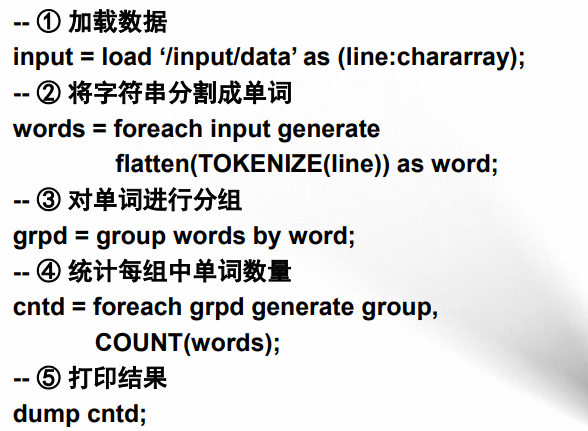 -- ① 加载数据
input = load ‘/input/data’ as (line:chararray);
-- ② 将字符串分割成单词
words = foreach input generate
flatten(TOKENIZE(line)) as word;
-- ③ 对单词进行分组
grpd = group words by word;
-- ④ 统计每组中单词数量
cntd = foreach grpd generate group,
COUNT(words);
-- ⑤ 打印结果
dump cntd;